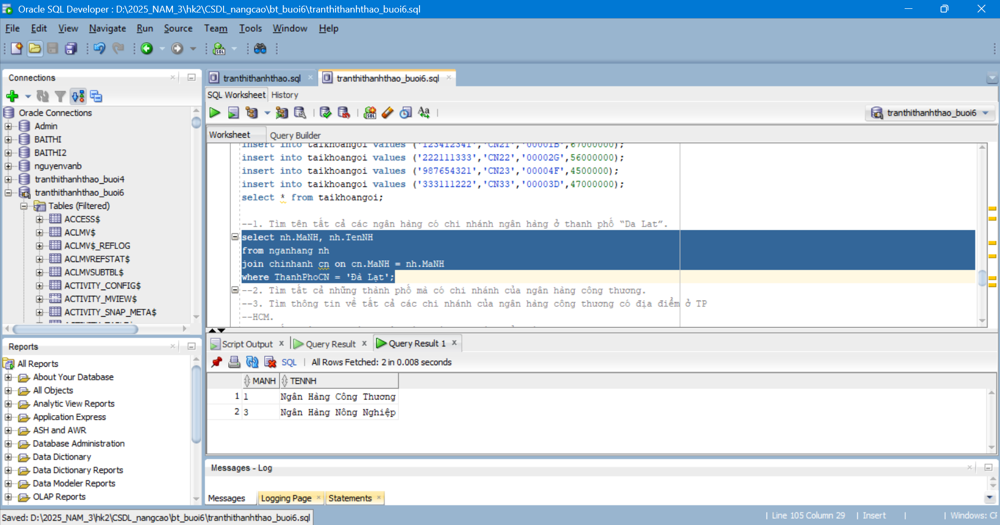 Oracle SQL Developer : D:\2025_NAM_3\hk2\CSDL_nangcao\bt_buoi6\tranthithanhthao_buoi6.sql
File Edit View Navigate Run Source Team Tools Window Help
Connections
Oracle Connections
Admin
BAITHI
BAITHI2
nguyenvanb
tranthithanhthao_buoi4
tranthithanhthao_buoi6
Tables (Filtered)
ACCESS$
ACLMV$
ACLMV$_REFLOG
ACLMVREFSTAT$
ACLMVSUBTBL$
ACTIVITY_CONFIG$
ACTIVITY_MVIEW$
ACTIVITY_SNAP_META$
Reports
All Reports
About Your Database
All Objects
Analytic View Reports
Application Express
ASH and AWR
Database Administration
Data Dictionary
Data Dictionary Reports
Data Modeler Reports
OLAP Reports
tranthithanhthao.sql
tranthithanhthao_buoi6.sql
SQL Worksheet History
tranthithanhthao_buoi6
Worksheet Query Builder
insert into taikhoangoi values ('123412341','CN21','00001B',67000000);
insert into taikhoangoi values ('222111333','CN22','00002G',56000000);
insert into taikhoangoi values ('987654321','CN23','00004F',4500000);
insert into taikhoangoi values ('333111222','CN33','00003D',47000000);
select * from taikhoangoi;
--1. Tìm tên tất cả các ngân hàng có chi nhánh ngân hàng ở thanh phố “Da Lat”.
select nh.MaNH, nh.TenNH
from nganhang nh
join chinhanh cn on cn.MaNH = nh.MaNH
where ThanhPhoCN = 'Đà Lạt';
--2. Tìm tất cả những thành phố mà có chi nhánh của ngân hàng công thương.
--3. Tìm thông tin về tất cả các chi nhánh của ngân hàng công thương có địa điểm ở TP
--HCM.
Script Output
Query Result
Query Result 1
SQL
All Rows Fetched: 2 in 0.008 seconds
MANH TENNH
1 1 Ngân Hàng Công Thương
2 3 Ngân Hàng Nông Nghiệp
Messages - Log
Messages Logging Page Statements
Saved: D:\2025_NAM_3\hk2\CSDL_nangcao\bt_buoi6\tranthithanhthao_buoi6.sql
Line 105 Column 29
Insert
Windows: CF